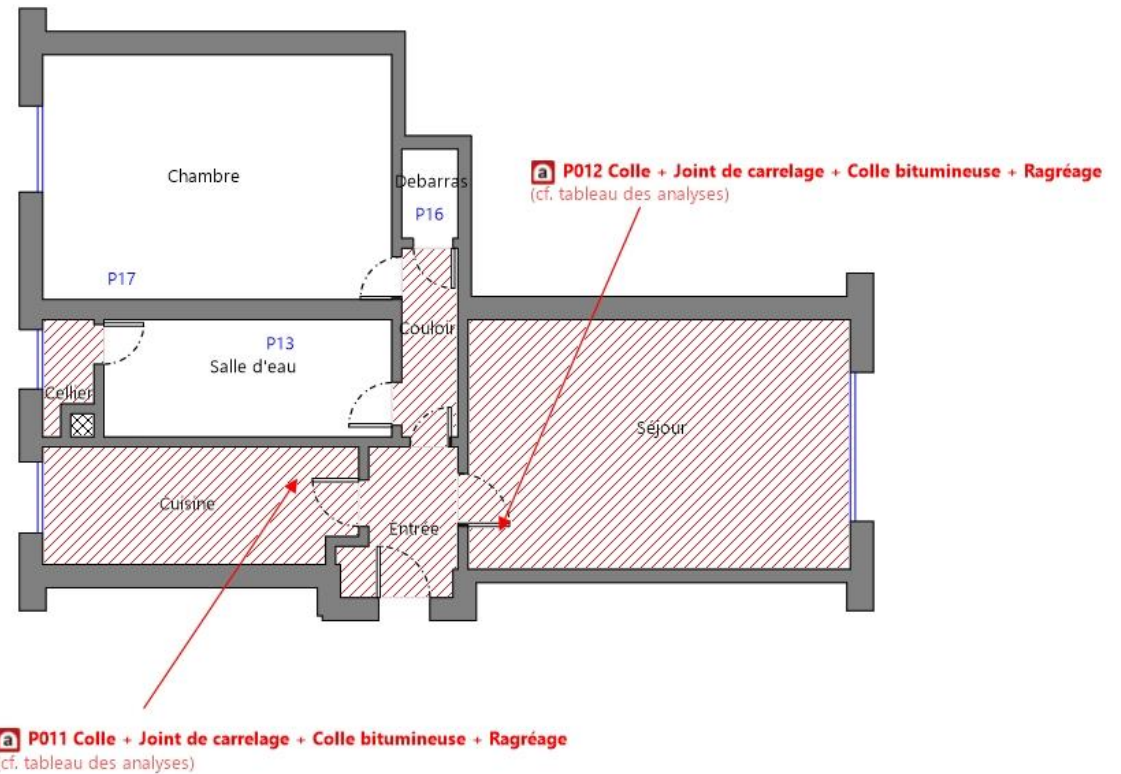 Chambre
Debarras
P16
a P012 Colle + Joint de carrelage + Colle bitumineuse + Ragréage
(cf. tableau des analyses)
P17
Couloir
P13
Salle d'eau
Cellier
Séjour
Cuisine
Entrée
a P011 Colle + Joint de carrelage + Colle bitumineuse + Ragréage
(cf. tableau des analyses)